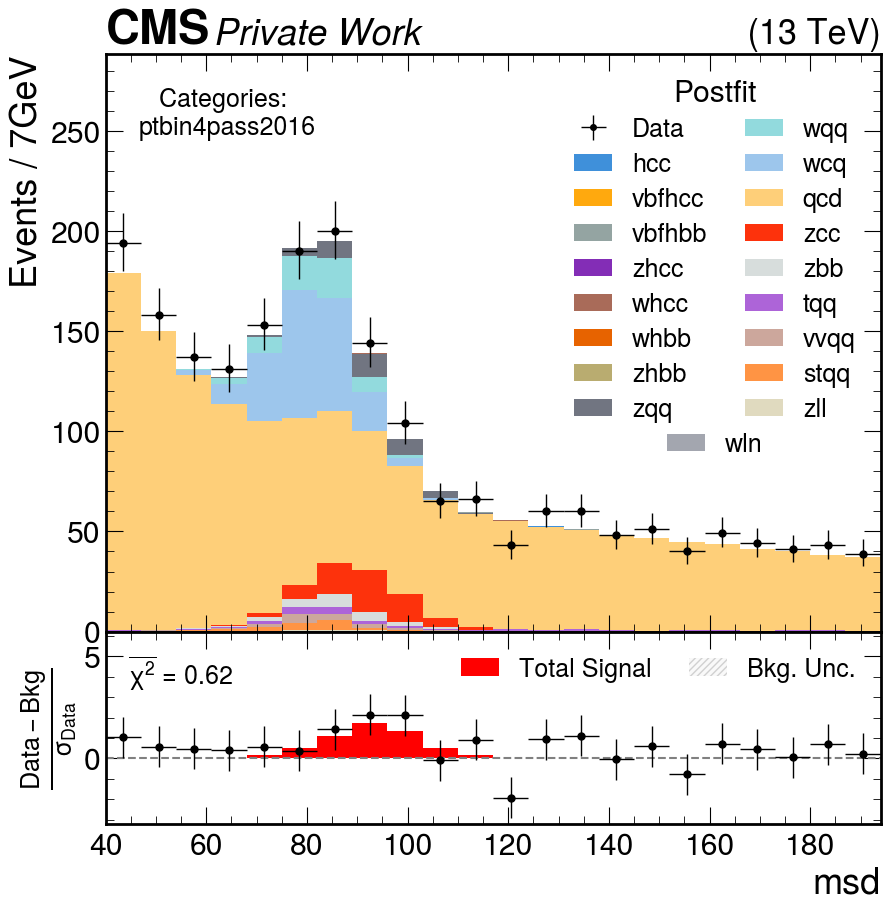 CMS Private Work (13 TeV)
Events / 7GeV
Categories:
ptbin4pass2016
Postfit
Data wqq
hcc wcq
vbfhcc qcd
vbfhbb zcc
zhcc zbb
whcc tqq
whbb vvqq
zhbb stqq
zqq zll
wln
250
200
150
100
50
0
Data – Bkg
σData
χ² = 0.62
Total Signal Bkg. Unc.
5
0
40 60 80 100 120 140 160 180
msd